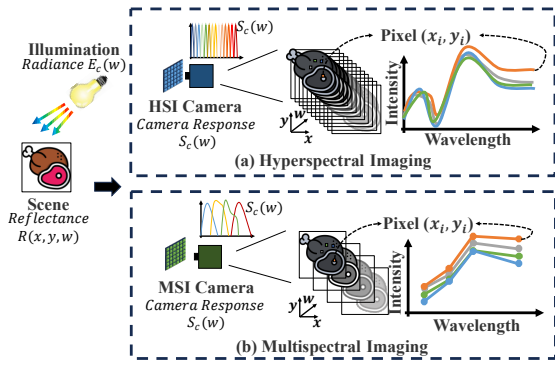 Illumination
Radiance E_c(w)
Scene
Reflectance
R(x, y, w)
S_c(w)
HSI Camera
Camera Response
S_c(w)
y
w
x
Pixel (x_i, y_i)
Intensity
Wavelength
(a) Hyperspectral Imaging
S_c(w)
MSI Camera
Camera Response
S_c(w)
y
w
x
Pixel (x_i, y_i)
Intensity
Wavelength
(b) Multispectral Imaging